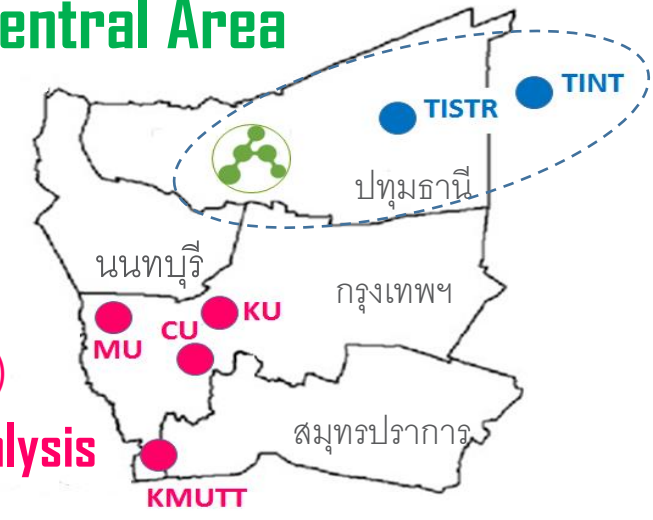 entral Area
TINT
TISTR
ปทุมธานี
นนทบุรี
กรุงเทพฯ
KU
CU
MU
)
alysis
สมุทรปราการ
KMUTT